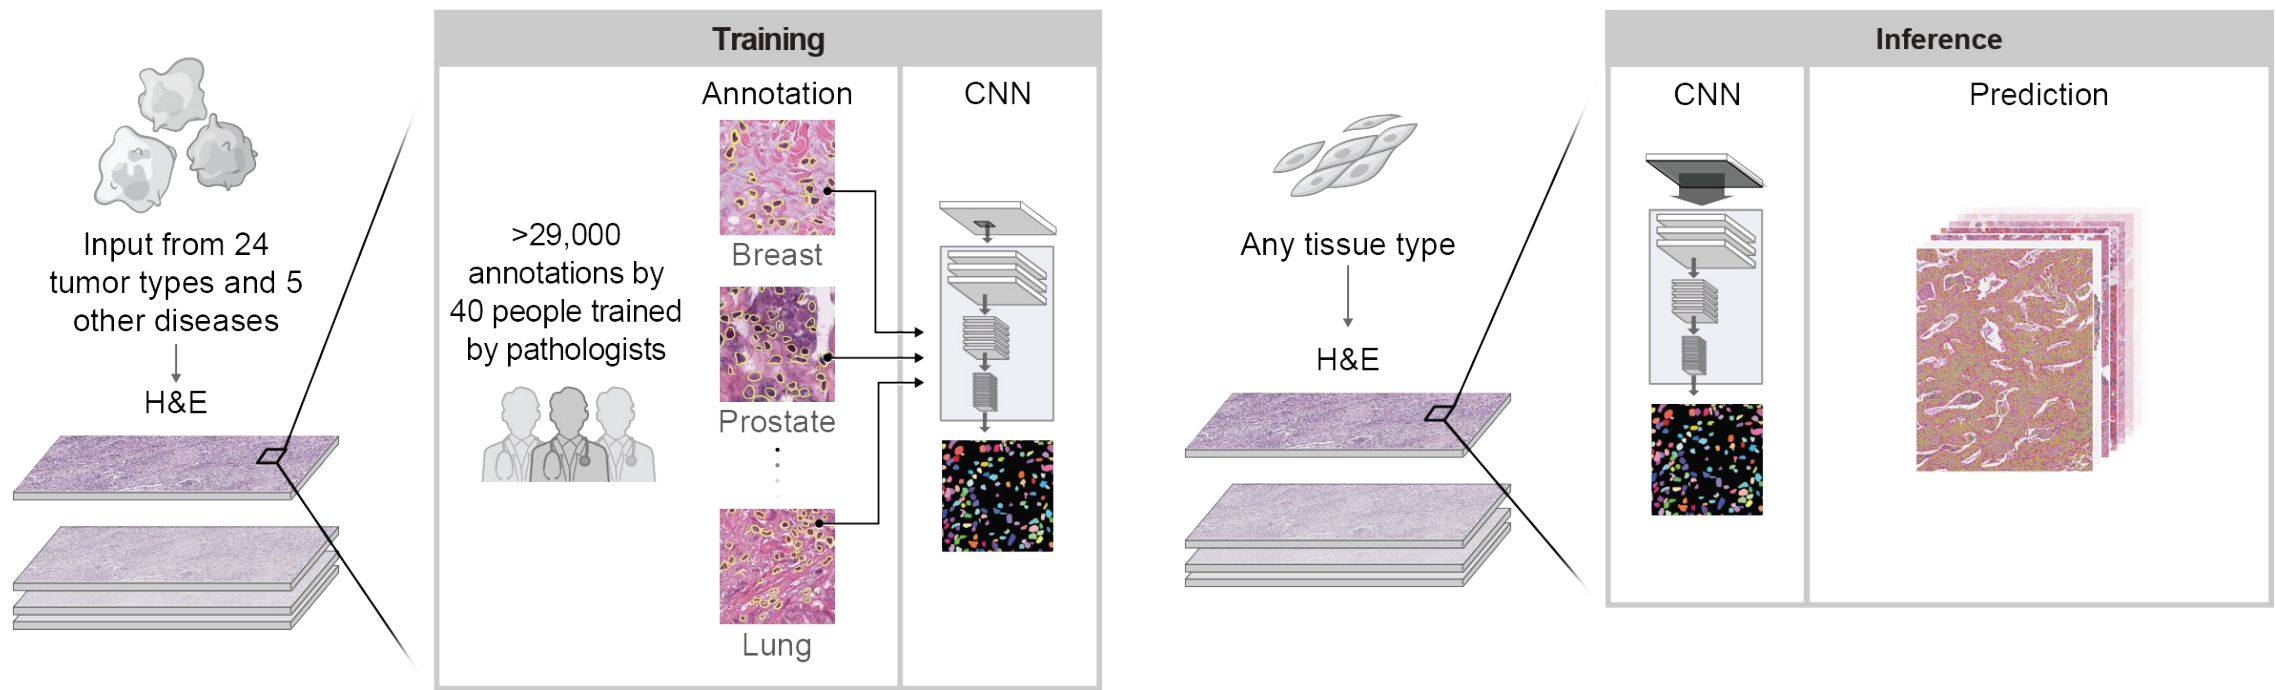 Input from 24
tumor types and 5
other diseases
H&E
Training
>29,000
annotations by
40 people trained
by pathologists
Annotation
Breast
Prostate
Lung
CNN
Any tissue type
H&E
Inference
CNN
Prediction